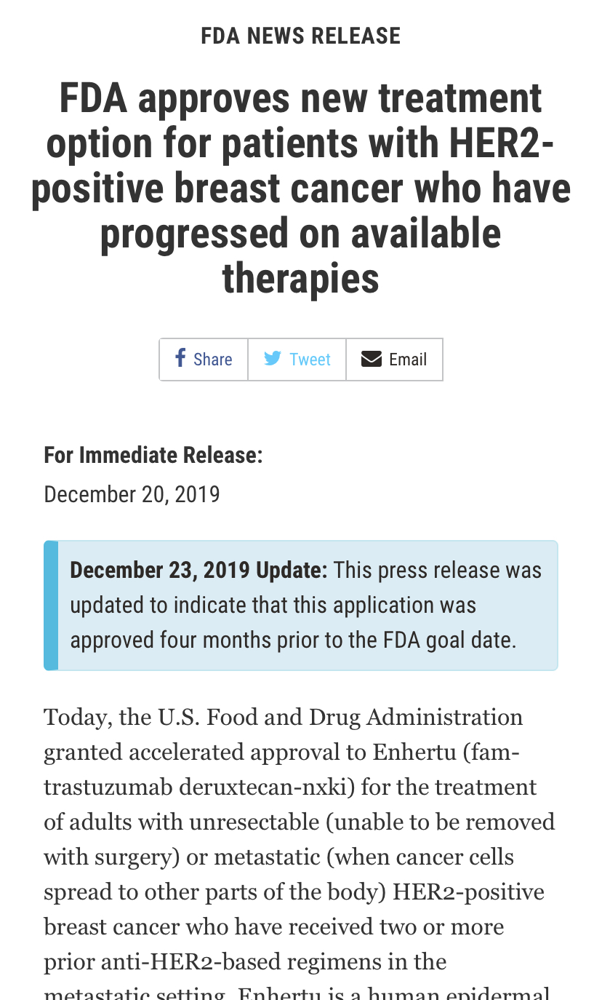 FDA NEWS RELEASE
FDA approves new treatment
option for patients with HER2-
positive breast cancer who have
progressed on available
therapies
Share Tweet Email
For Immediate Release:
December 20, 2019
December 23, 2019 Update: This press release was
updated to indicate that this application was
approved four months prior to the FDA goal date.
Today, the U.S. Food and Drug Administration
granted accelerated approval to Enhertu (fam-
trastuzumab deruxtecan-nxki) for the treatment
of adults with unresectable (unable to be removed
with surgery) or metastatic (when cancer cells
spread to other parts of the body) HER2-positive
breast cancer who have received two or more
prior anti-HER2-based regimens in the
metastatic setting. Enhertu is a human epidermal